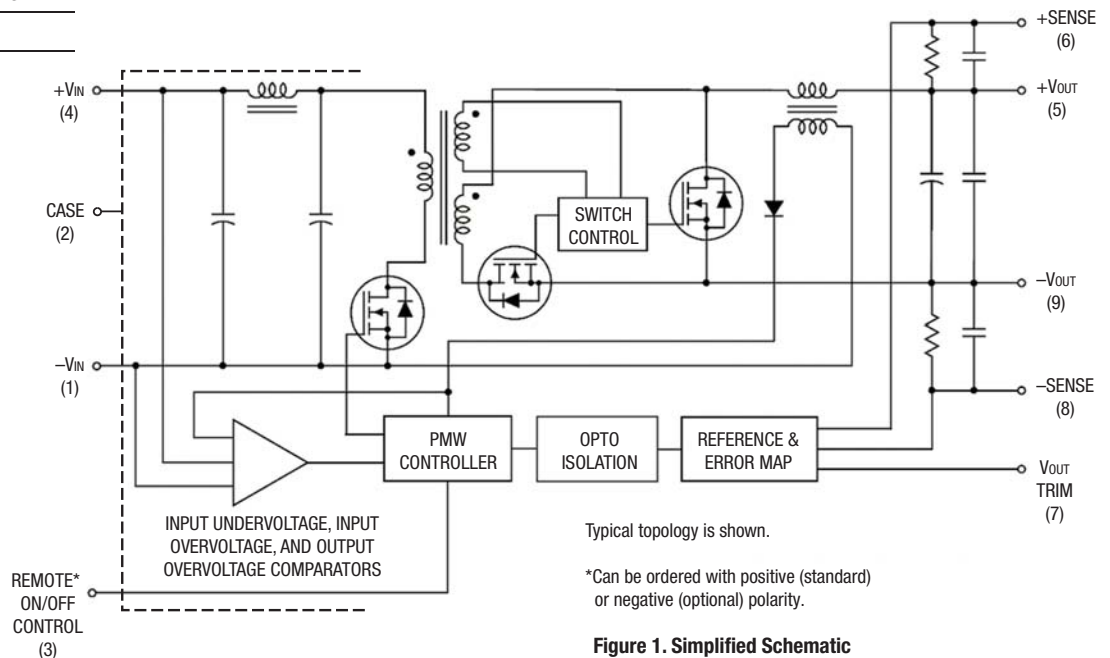 +SENSE
(6)
+VIN
(4)
+VOUT
(5)
CASE
(2)
SWITCH
CONTROL
−VOUT
(9)
−VIN
(1)
−SENSE
(8)
PMW
CONTROLLER
OPTO
ISOLATION
REFERENCE &
ERROR MAP
VOUT
TRIM
(7)
INPUT UNDERVOLTAGE, INPUT
OVERVOLTAGE, AND OUTPUT
OVERVOLTAGE COMPARATORS
REMOTE*
ON/OFF
CONTROL
(3)
Typical topology is shown.
*Can be ordered with positive (standard)
or negative (optional) polarity.
Figure 1. Simplified Schematic